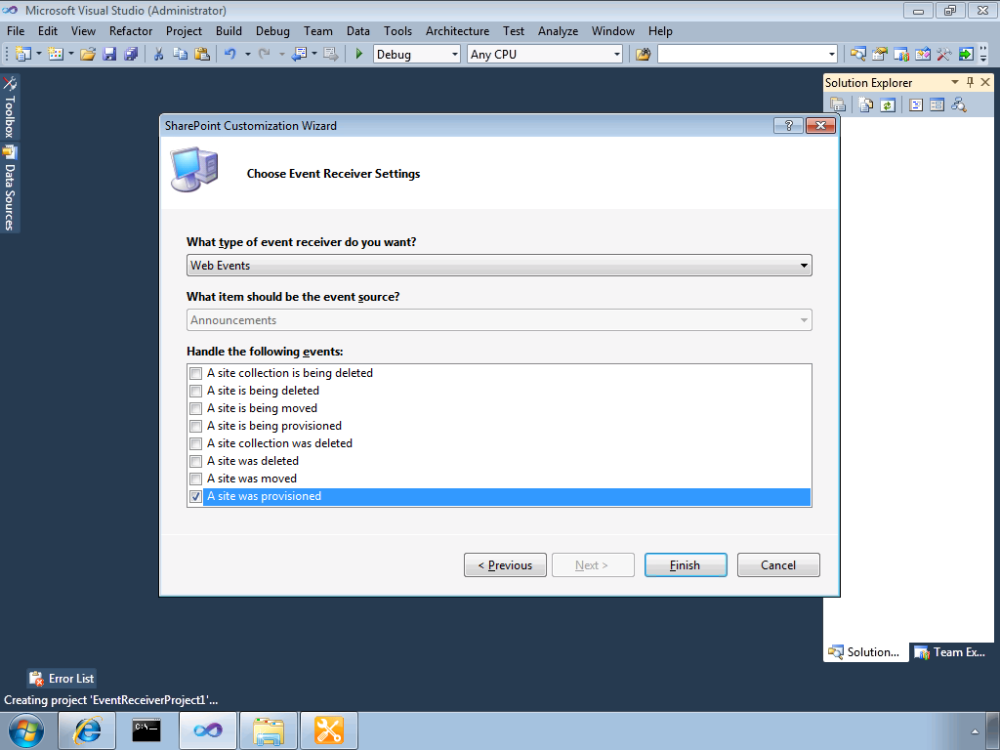 Microsoft Visual Studio (Administrator)
File Edit View Refactor Project Build Debug Team Data Tools Architecture Test Analyze Window Help
Debug Any CPU
Toolbox
Data Sources
Solution Explorer
SharePoint Customization Wizard
Choose Event Receiver Settings
What type of event receiver do you want?
Web Events
What item should be the event source?
Announcements
Handle the following events:
A site collection is being deleted
A site is being deleted
A site is being moved
A site is being provisioned
A site collection was deleted
A site was deleted
A site was moved
A site was provisioned
< Previous Next > Finish Cancel
Solution... Team Ex...
Error List
Creating project 'EventReceiverProject1'...